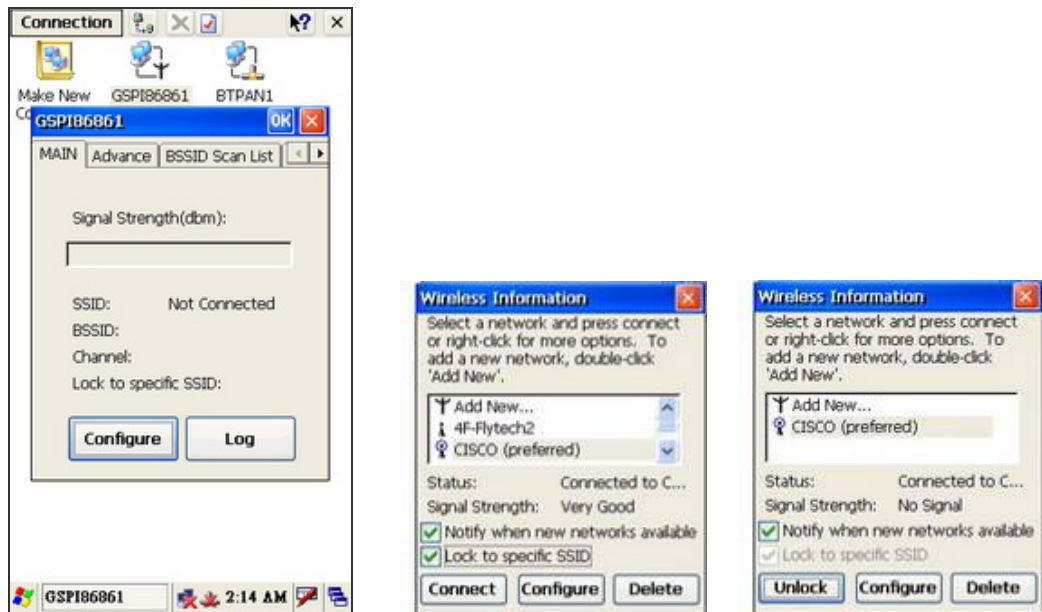 Connection
Make New
Co
GSPI86861
BTPAN1
GSPI86861
OK
MAIN
Advance
BSSID Scan List
Signal Strength(dbm):
SSID: Not Connected
BSSID:
Channel:
Lock to specific SSID:
Configure
Log
GSPI86861
2:14 AM
Wireless Information
Select a network and press connect
or right-click for more options. To
add a new network, double-click
'Add New'.
Add New...
4F-Flytech2
CISCO (preferred)
Status: Connected to C...
Signal Strength: Very Good
Notify when new networks available
Lock to specific SSID
Connect
Configure
Delete
Wireless Information
Select a network and press connect
or right-click for more options. To
add a new network, double-click
'Add New'.
Add New...
CISCO (preferred)
Status: Connected to C...
Signal Strength: No Signal
Notify when new networks available
Lock to specific SSID
Unlock
Configure
Delete